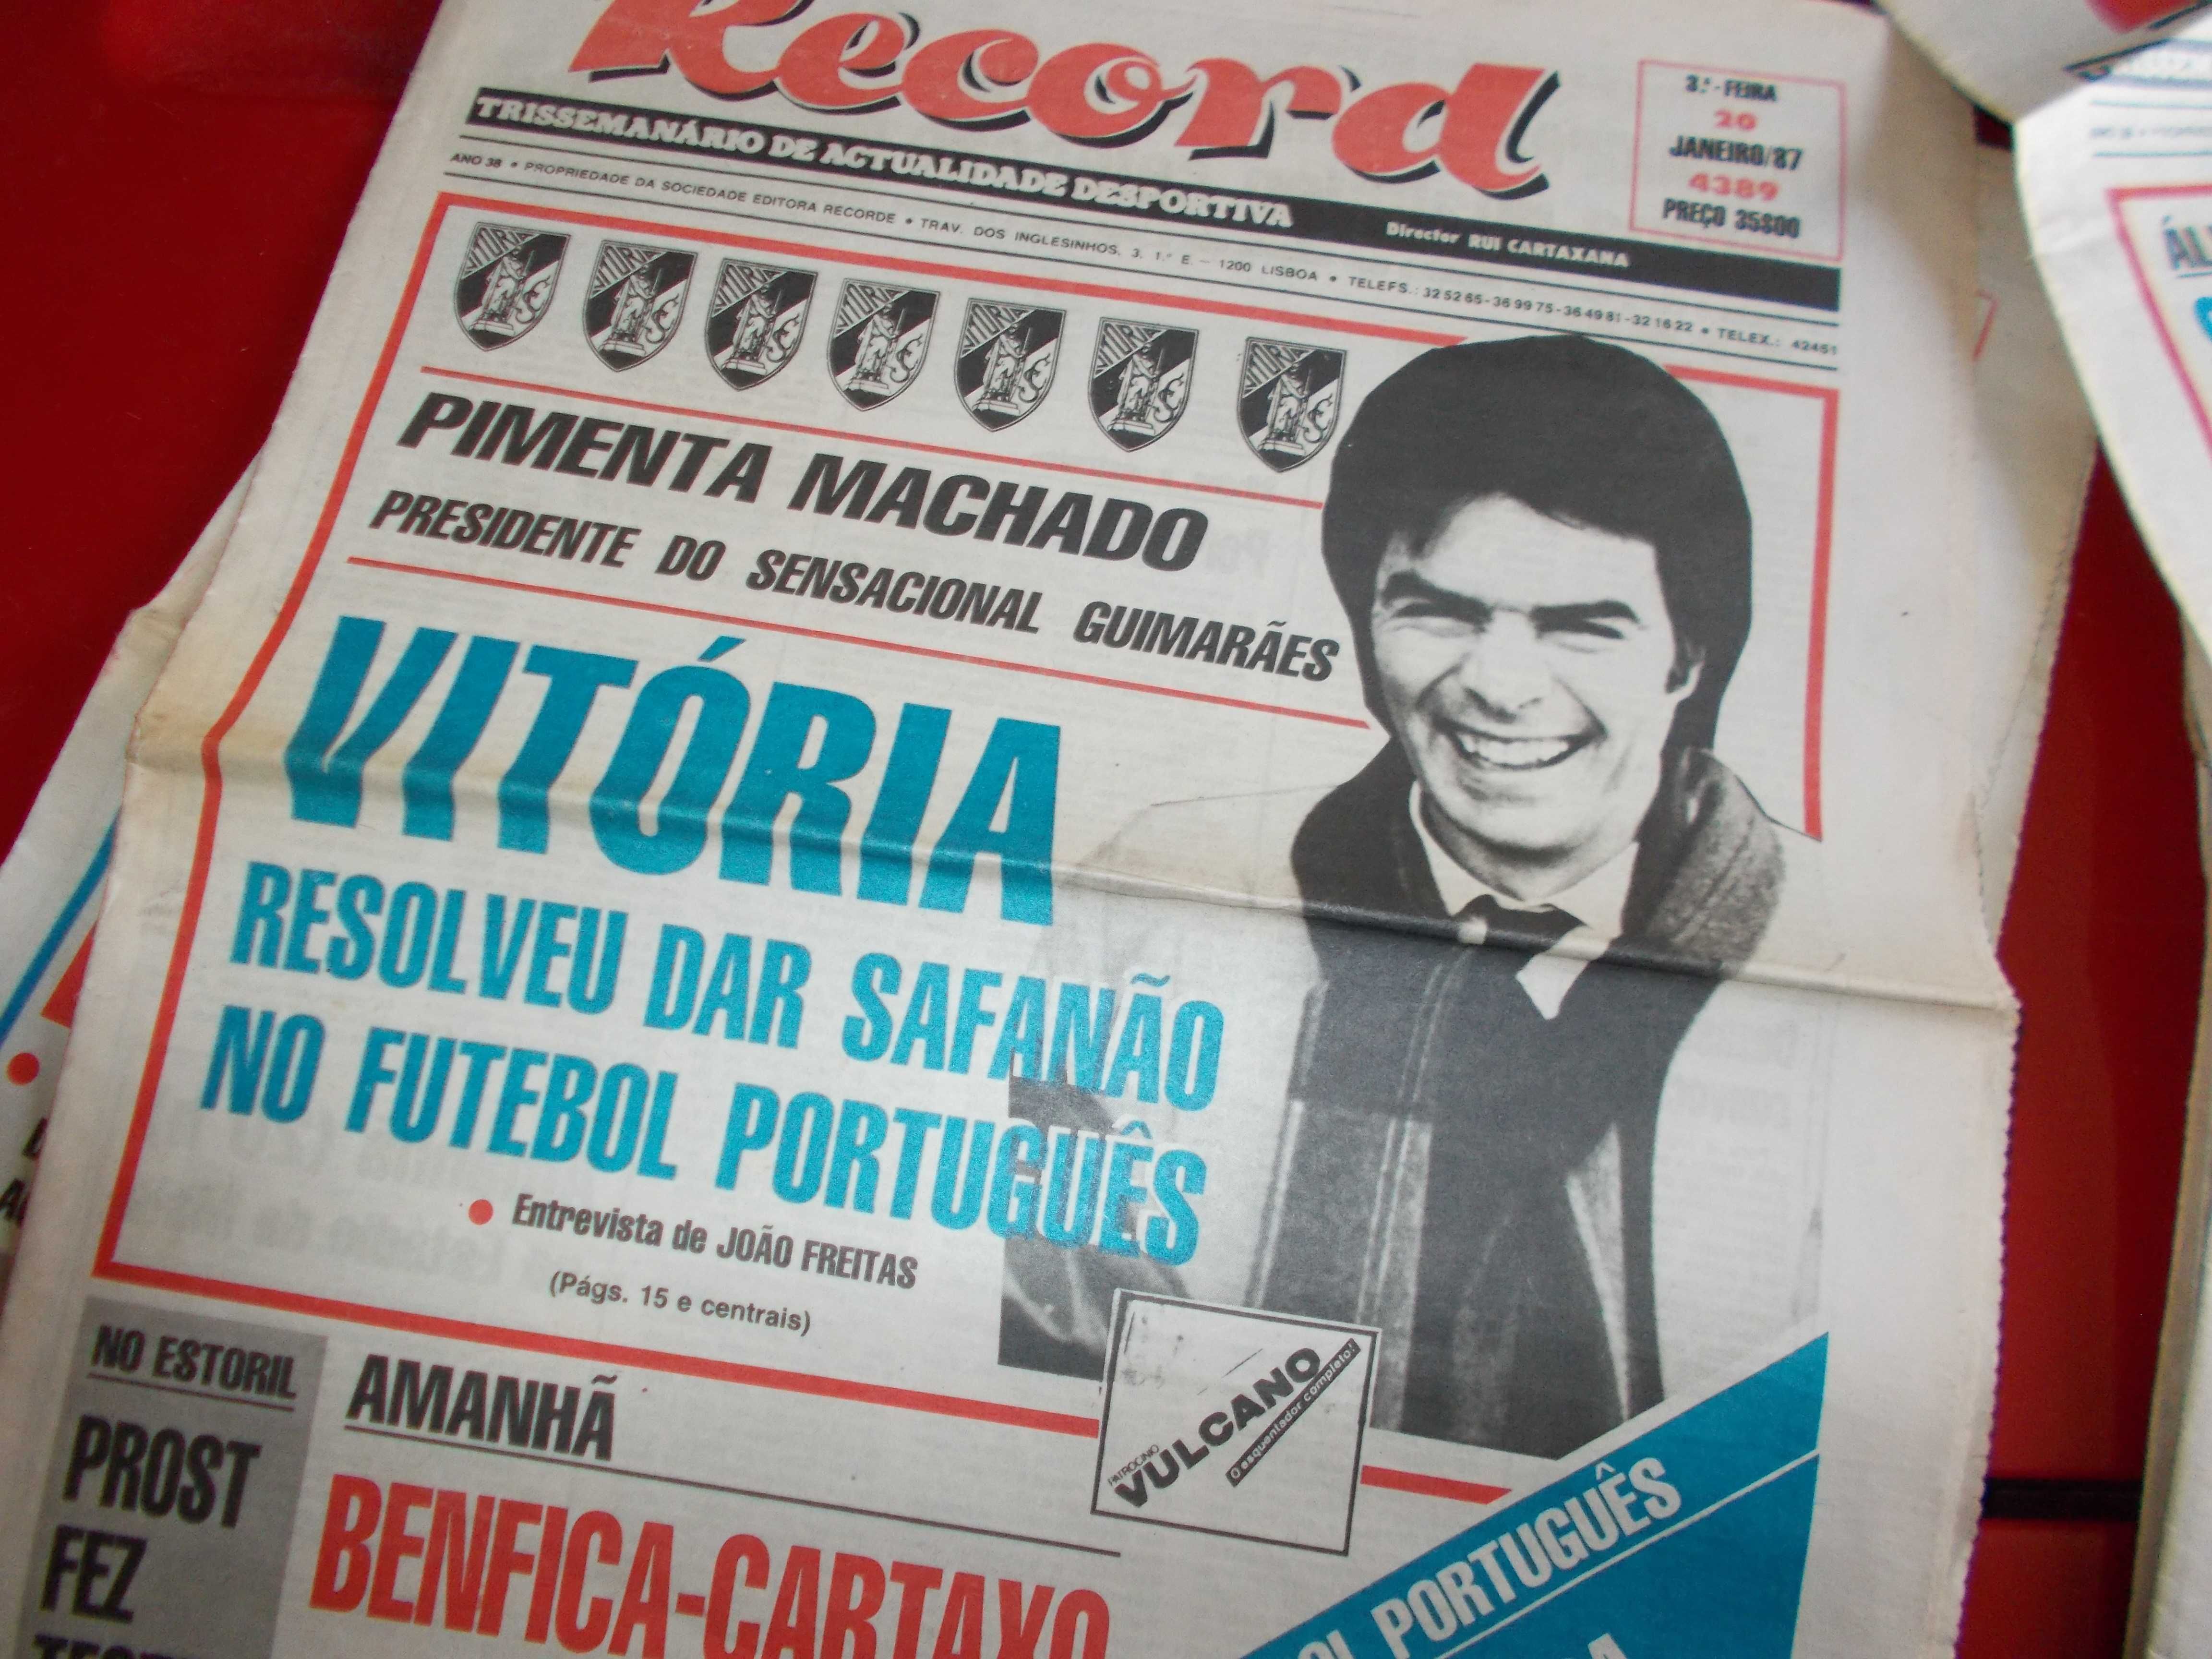 Record
3.ª-FEIRA
20
JANEIRO/87
4389
PREÇO 35$00
TRISSEMANÁRIO DE ACTUALIDADE DESPORTIVA
Director RUI CARTAXANA
ANO 38 • PROPRIEDADE DA SOCIEDADE EDITORA RECORDE • TRAV. DOS INGLESINHOS, 3, 1.º E. — 1200 LISBOA • TELEFS.: 32 52 65 - 36 99 75 - 36 49 81 - 32 16 22 • TELEX.: 42451
PIMENTA MACHADO
PRESIDENTE DO SENSACIONAL GUIMARÃES
VITÓRIA
RESOLVEU DAR SAFANÃO
NO FUTEBOL PORTUGUÊS
• Entrevista de JOÃO FREITAS
(Págs. 15 e centrais)
PATROCÍNIO
VULCANO
O esquentador completo!
NO ESTORIL
PROST
FEZ
AMANHÃ
BENFICA-CARTAXO
PORTUGUÊS